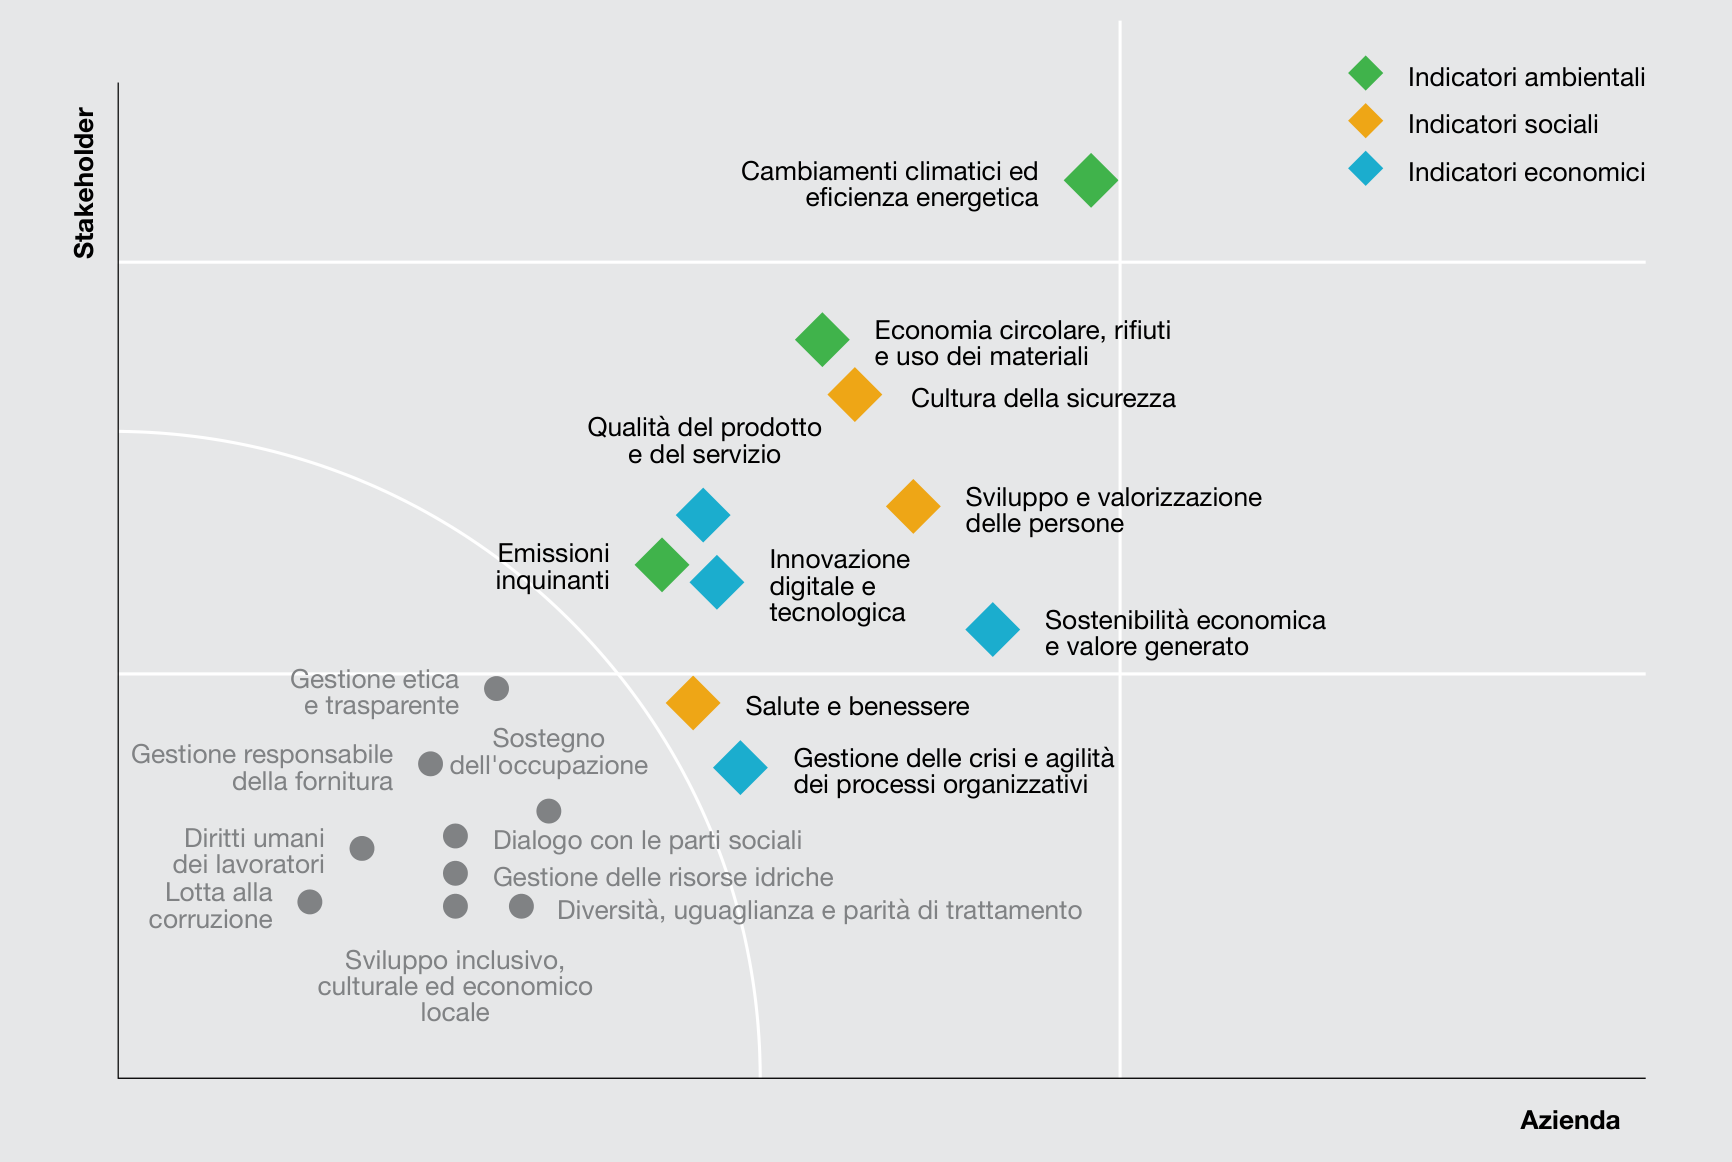 Stakeholder
Indicatori ambientali
Indicatori sociali
Indicatori economici
Cambiamenti climatici ed
eficienza energetica
Economia circolare, rifiuti
e uso dei materiali
Cultura della sicurezza
Qualità del prodotto
e del servizio
Sviluppo e valorizzazione
delle persone
Emissioni
inquinanti
Innovazione
digitale e
tecnologica
Sostenibilità economica
e valore generato
Gestione etica
e trasparente
Salute e benessere
Sostegno
dell'occupazione
Gestione responsabile
della fornitura
Gestione delle crisi e agilità
dei processi organizzativi
Diritti umani
dei lavoratori
Dialogo con le parti sociali
Gestione delle risorse idriche
Lotta alla
corruzione
Diversità, uguaglianza e parità di trattamento
Sviluppo inclusivo,
culturale ed economico
locale
Azienda